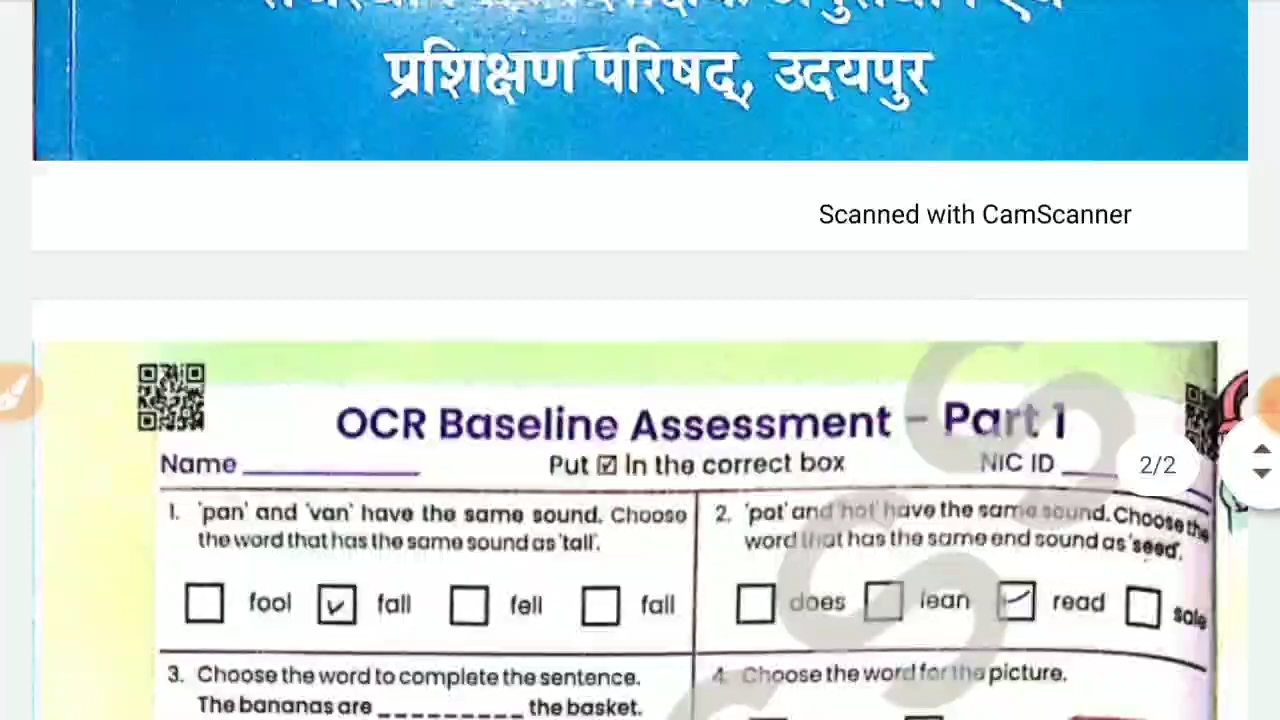 प्रशिक्षण परिषद्, उदयपुर
Scanned with CamScanner
OCR Baseline Assessment - Part 1
Name
Put ☑ In the correct box
NIC ID
2/2
1. 'pan' and 'van' have the same sound. Choose
the word that has the same sound as 'tall'.
fool fall fell fall
2. 'pot' and 'hot' have the same sound. Choose the
word that has the same end sound as 'seed'.
does lean read sale
3. Choose the word to complete the sentence.
The bananas are _________ the basket.
4. Choose the word for the picture.